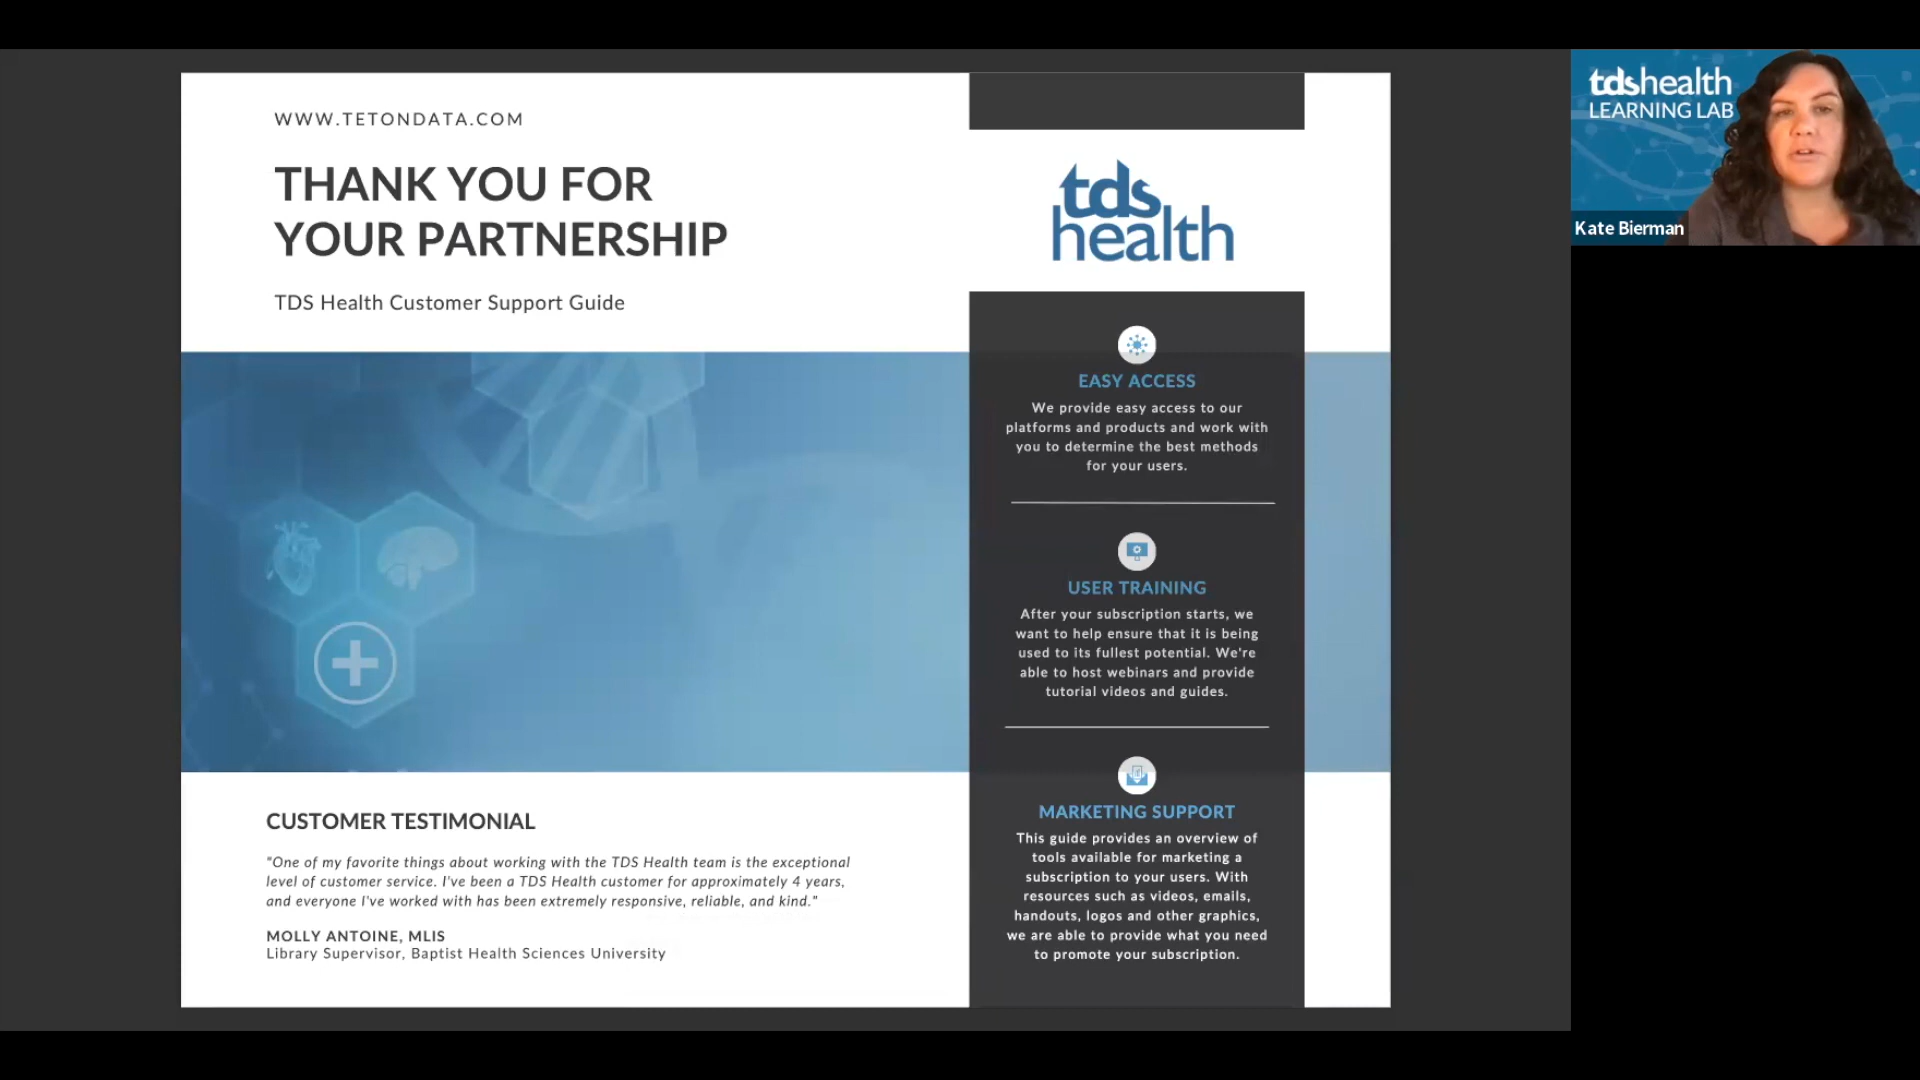 WWW.TETONDATA.COM
THANK YOU FOR
YOUR PARTNERSHIP
TDS Health Customer Support Guide
tds
health
EASY ACCESS
We provide easy access to our
platforms and products and work with
you to determine the best methods
for your users.
USER TRAINING
After your subscription starts, we
want to help ensure that it is being
used to its fullest potential. We're
able to host webinars and provide
tutorial videos and guides.
MARKETING SUPPORT
This guide provides an overview of
tools available for marketing a
subscription to your users. With
resources such as videos, emails,
handouts, logos and other graphics,
we are able to provide what you need
to promote your subscription.
CUSTOMER TESTIMONIAL
"One of my favorite things about working with the TDS Health team is the exceptional
level of customer service. I've been a TDS Health customer for approximately 4 years,
and everyone I've worked with has been extremely responsive, reliable, and kind."
MOLLY ANTOINE, MLIS
Library Supervisor, Baptist Health Sciences University
tdshealth
LEARNING LAB
Kate Bierman